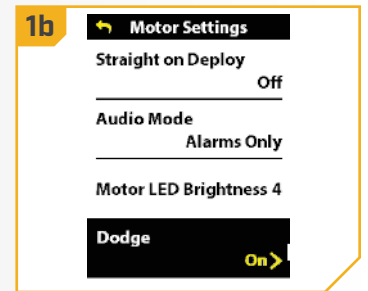 1b
Motor Settings
Straight on Deploy
Off
Audio Mode
Alarms Only
Motor LED Brightness 4
Dodge
On >